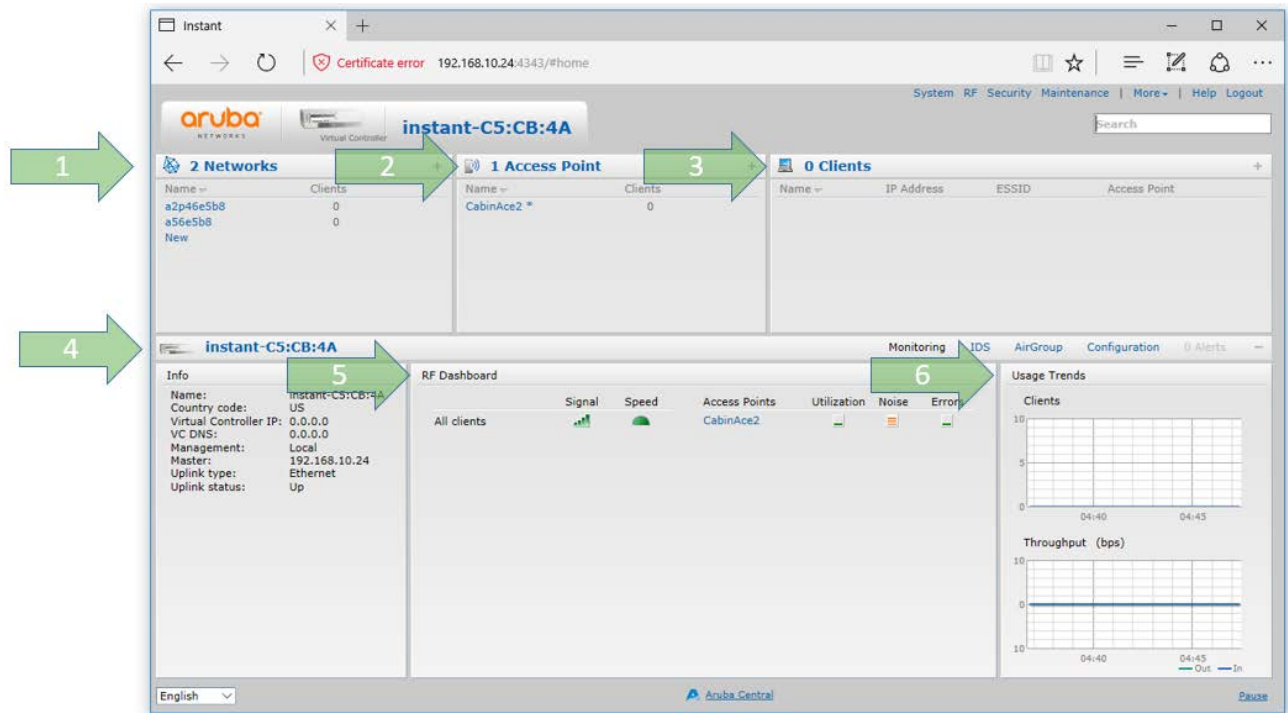 Instant
Certificate error 192.168.10.24:4343/#home
System RF Security Maintenance | More | Help Logout
aruba
NETWORKS
Virtual Controller
instant-C5:CB:4A
Search
1
2 Networks
2
1 Access Point
3
0 Clients
Name Clients
a2p46e5b8 0
a56e5b8 0
New
Name Clients
CabinAce2 * 0
Name IP Address ESSID Access Point
4
instant-C5:CB:4A
Monitoring IDS AirGroup Configuration 0 Alerts
Info
5
RF Dashboard
6
Usage Trends
Name: instant-C5:CB:4A
Country code: US
Virtual Controller IP: 0.0.0.0
VC DNS: 0.0.0.0
Management: Local
Master: 192.168.10.24
Uplink type: Ethernet
Uplink status: Up
Signal Speed Access Points Utilization Noise Errors
All clients CabinAce2
Clients
10
5
0
04:40 04:45
Throughput (bps)
10
0
10
04:40 04:45
Out In
English
Aruba Central
Pause